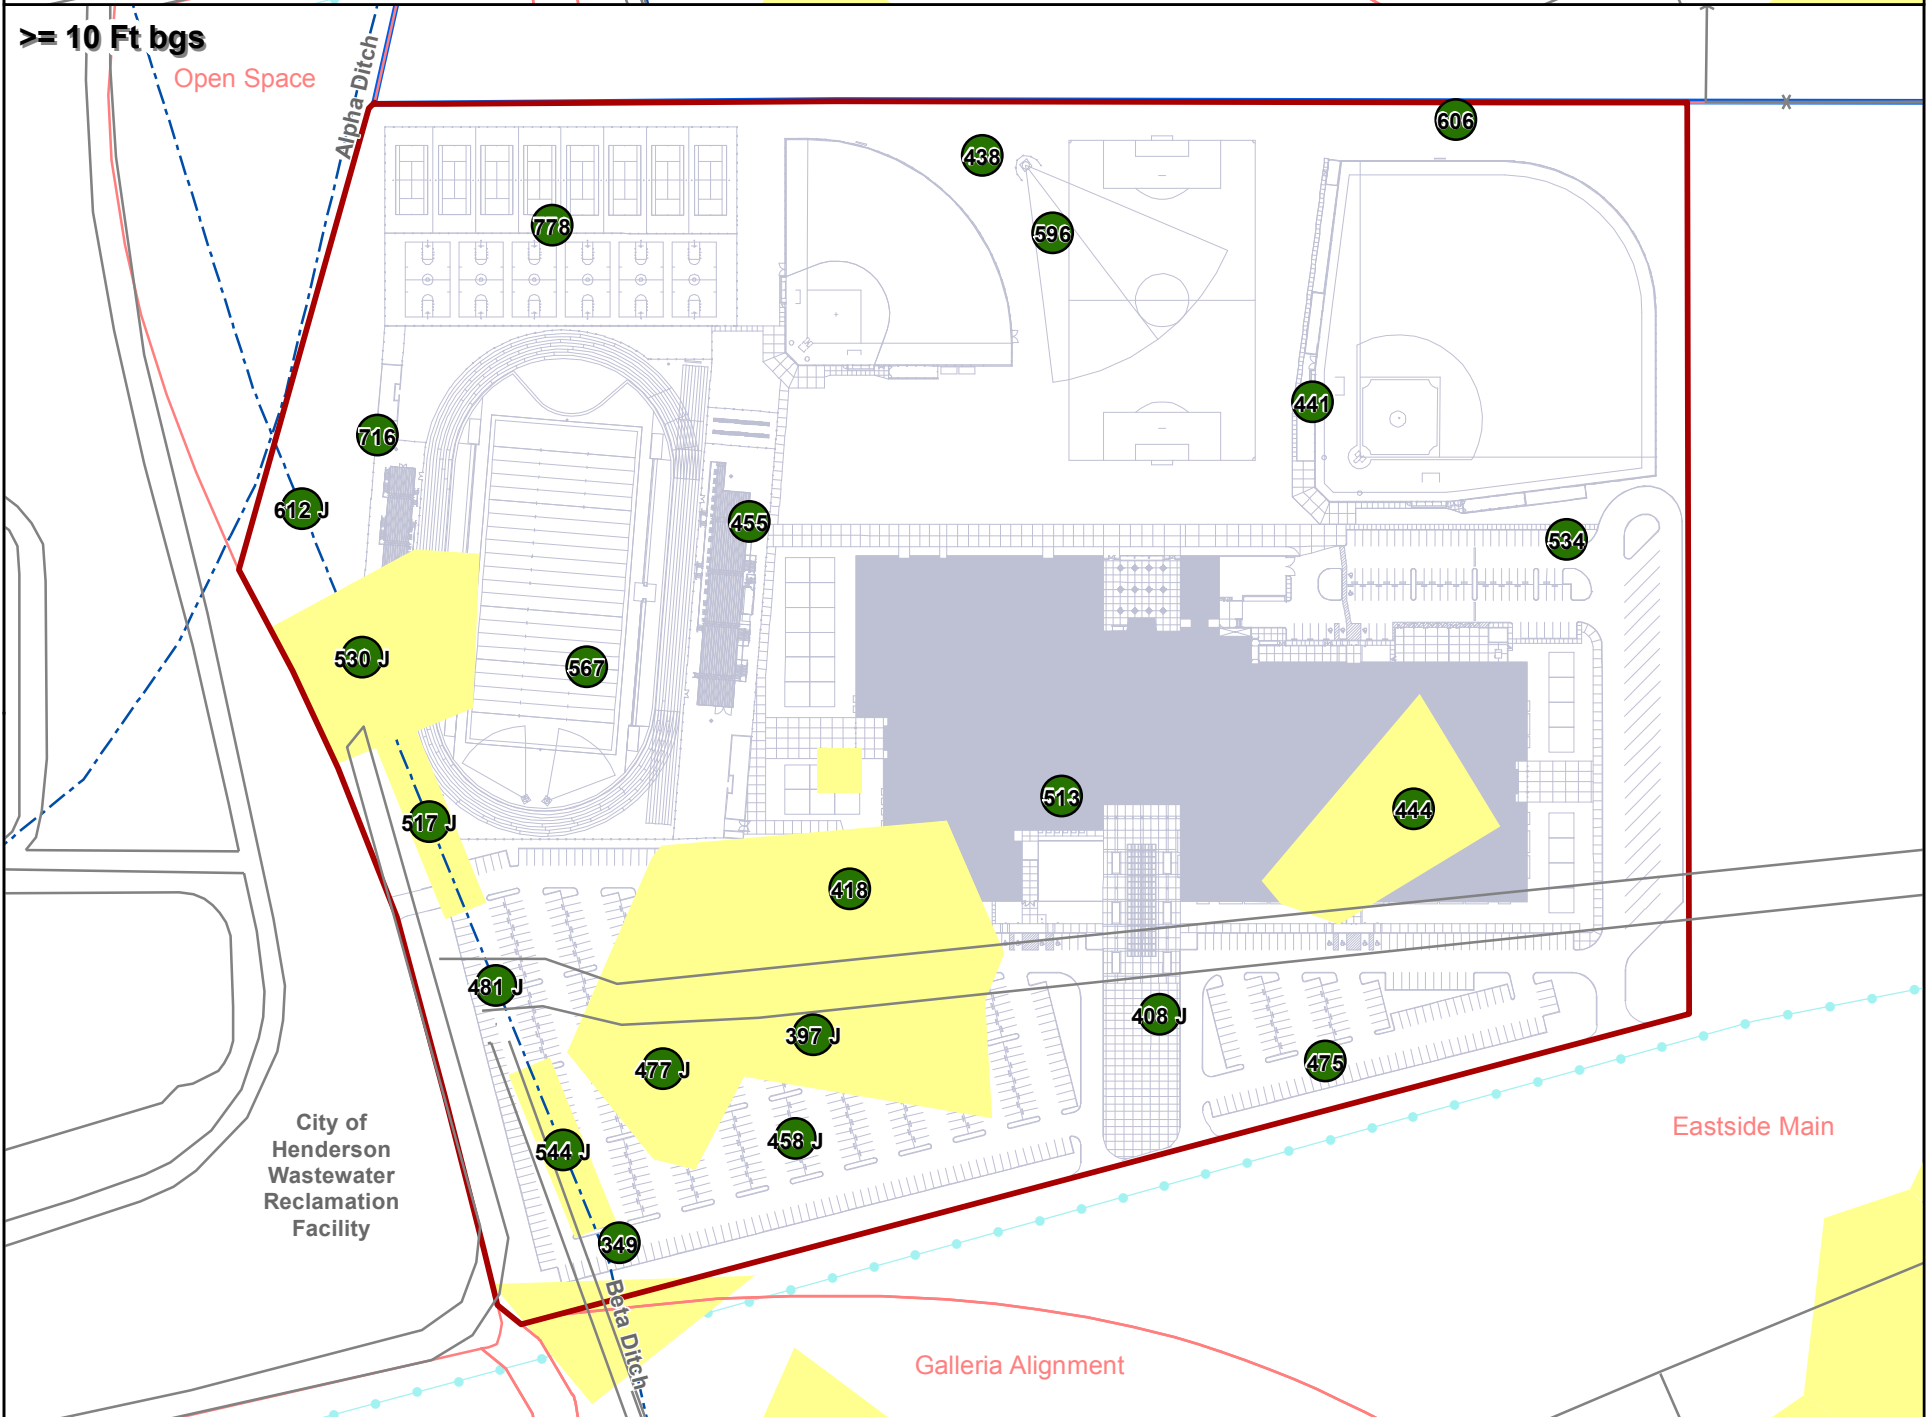 >= 10 Ft bgs
Open Space
Alpha Ditch
606
438
778
596
441
716
612 J
455
534
530 J
567
513
444
517 J
418
481 J
408 J
397 J
475
477 J
458 J
544 J
349
City of
Henderson
Wastewater
Reclamation
Facility
Eastside Main
Beta Ditch
Galleria Alignment
x